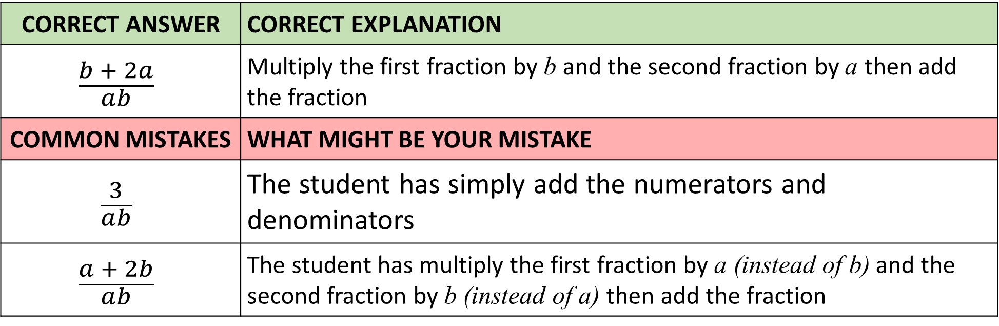 CORRECT ANSWER
CORRECT EXPLANATION
b + 2a
ab
Multiply the first fraction by b and the second fraction by a then add
the fraction
COMMON MISTAKES
WHAT MIGHT BE YOUR MISTAKE
3
ab
The student has simply add the numerators and
denominators
a + 2b
ab
The student has multiply the first fraction by a (instead of b) and the
second fraction by b (instead of a) then add the fraction